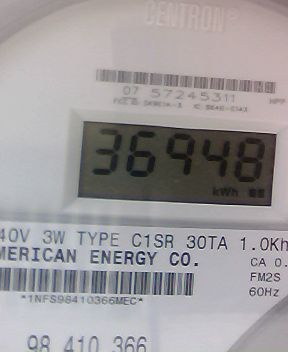 CENTRON®
07 57245311
36948
kWh
40V 3W TYPE C1SR 30TA 1.0Kh
MERICAN ENERGY CO.
CA 0.
FM2S
60Hz
*1NFS98410366MEC*
98 410 366